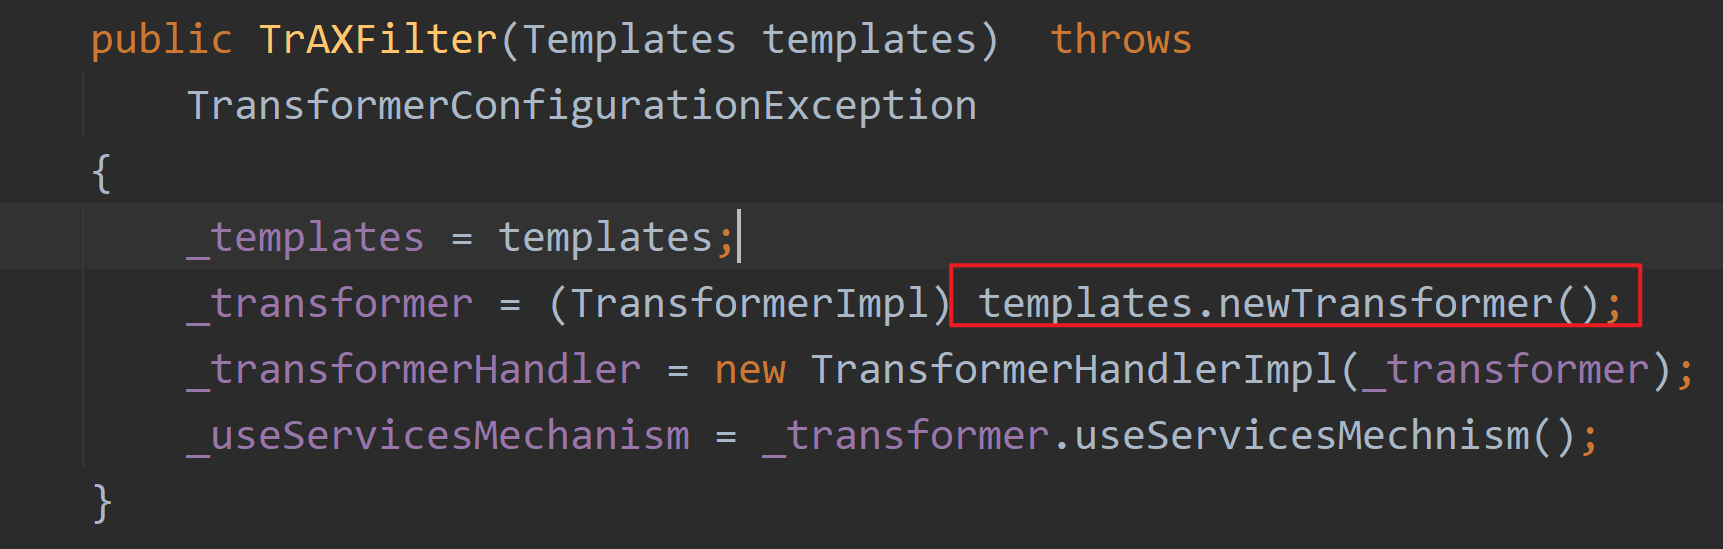 public TrAXFilter(Templates templates)  throws
    TransformerConfigurationException
{
    _templates = templates;
    _transformer = (TransformerImpl) templates.newTransformer();
    _transformerHandler = new TransformerHandlerImpl(_transformer);
    _useServicesMechanism = _transformer.useServicesMechnism();
}